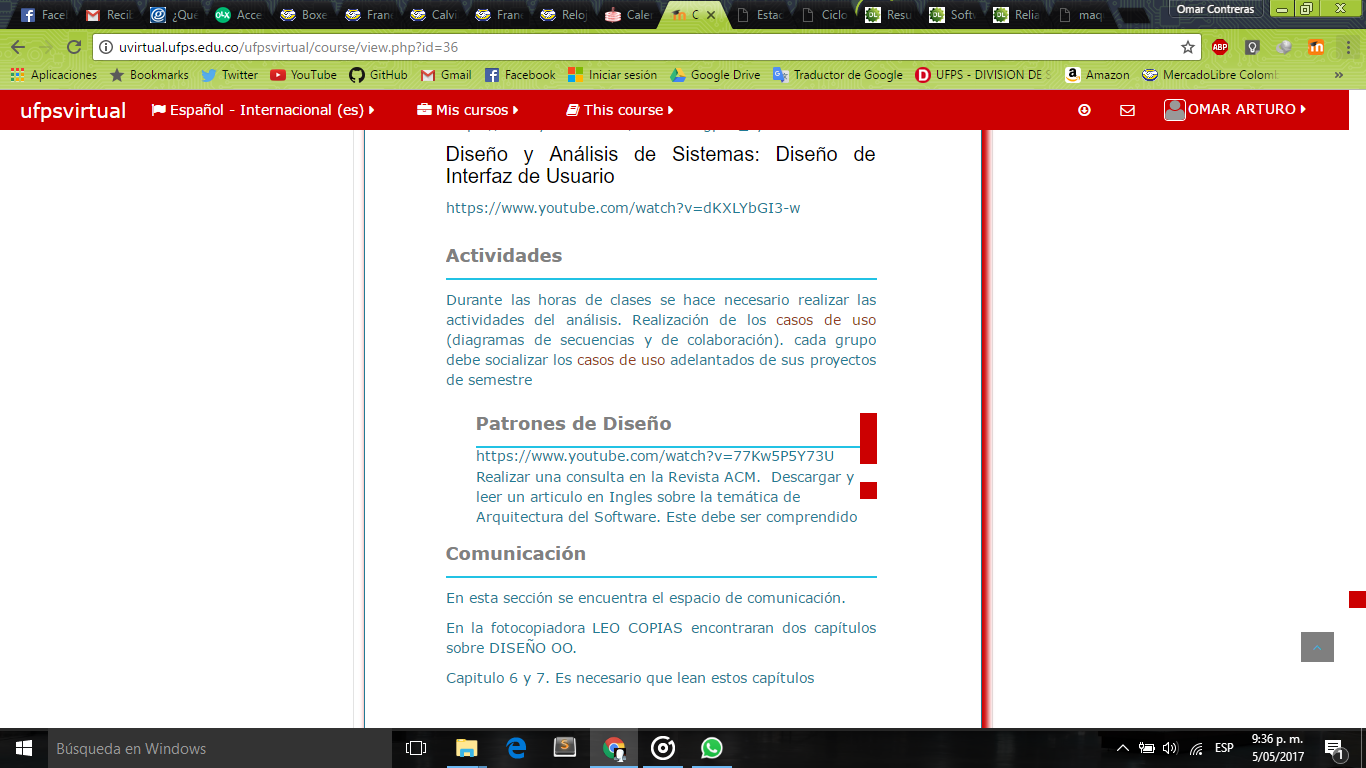 Faceb
Recib
¿Que
Acce
Boxe
Franc
Calvi
Franc
Reloj
Caler
C
Estac
Ciclo
Resu
Softv
Relia
maq
Omar Contreras
uvirtual.ufps.edu.co/ufpsvirtual/course/view.php?id=36
ABP
Aplicaciones
Bookmarks
Twitter
YouTube
GitHub
Gmail
Facebook
Iniciar sesión
Google Drive
Traductor de Google
UFPS - DIVISION DE S
Amazon
MercadoLibre Colomb
»
ufpsvirtual
Español - Internacional (es)
Mis cursos
This course
OMAR ARTURO
Diseño y Análisis de Sistemas: Diseño de
Interfaz de Usuario
https://www.youtube.com/watch?v=dKXLYbGI3-w
Actividades
Durante las horas de clases se hace necesario realizar las
actividades del análisis. Realización de los casos de uso
(diagramas de secuencias y de colaboración). cada grupo
debe socializar los casos de uso adelantados de sus proyectos
de semestre
Patrones de Diseño
https://www.youtube.com/watch?v=77Kw5P5Y73U
Realizar una consulta en la Revista ACM. Descargar y
leer un articulo en Ingles sobre la temática de
Arquitectura del Software. Este debe ser comprendido
Comunicación
En esta sección se encuentra el espacio de comunicación.
En la fotocopiadora LEO COPIAS encontraran dos capítulos
sobre DISEÑO OO.
Capitulo 6 y 7. Es necesario que lean estos capítulos
Búsqueda en Windows
ESP
9:36 p. m.
5/05/2017
1